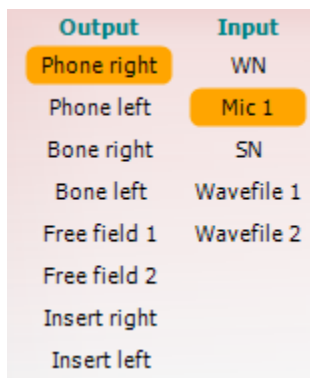 Output Input
Phone right WN
Phone left Mic 1
Bone right SN
Bone left Wavefile 1
Free field 1 Wavefile 2
Free field 2
Insert right
Insert left